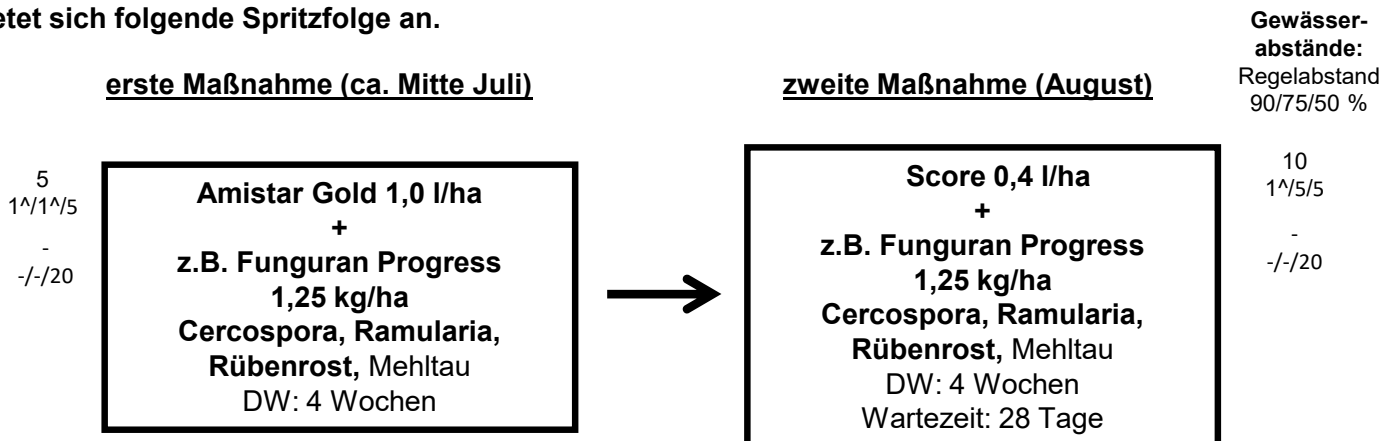 etet sich folgende Spritzfolge an.
Gewässer-
abstände:
Regelabstand
90/75/50 %
erste Maßnahme (ca. Mitte Juli)
zweite Maßnahme (August)
5
1^/1^/5
-
-/-/20
Amistar Gold 1,0 l/ha
+
z.B. Funguran Progress
1,25 kg/ha
Cercospora, Ramularia,
Rübenrost, Mehltau
DW: 4 Wochen
Score 0,4 l/ha
+
z.B. Funguran Progress
1,25 kg/ha
Cercospora, Ramularia,
Rübenrost, Mehltau
DW: 4 Wochen
Wartezeit: 28 Tage
10
1^/5/5
-
-/-/20